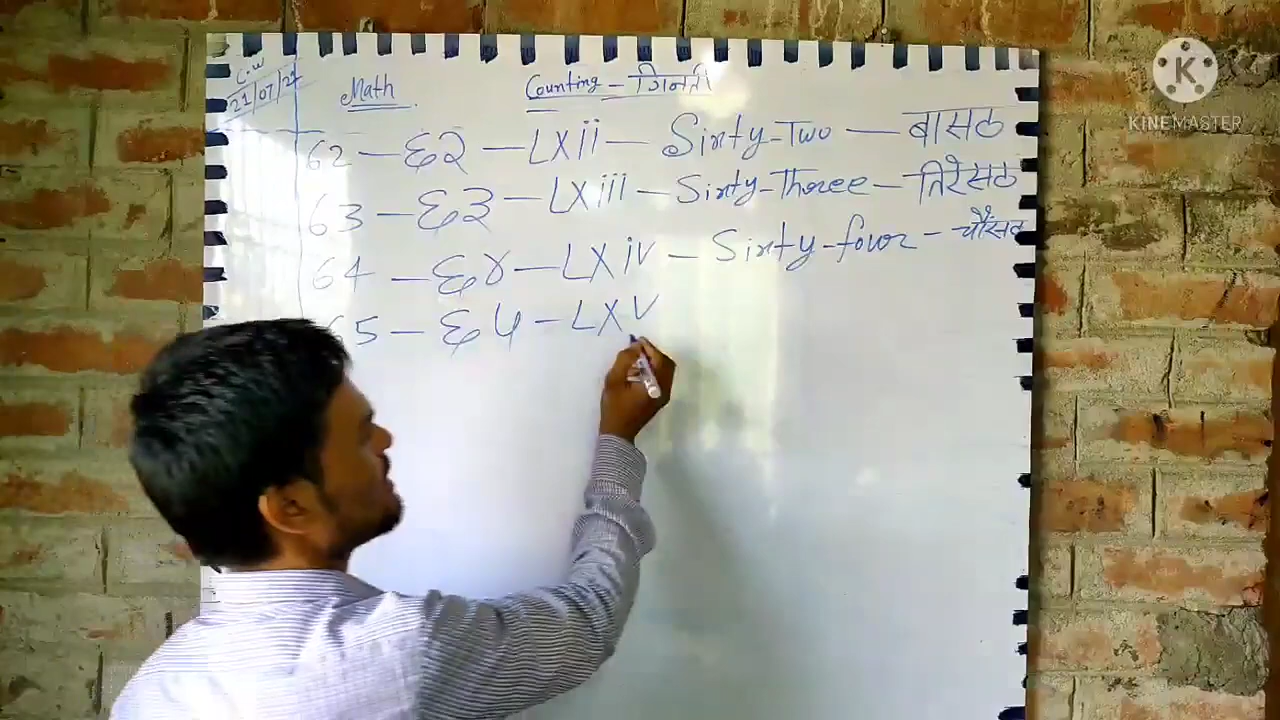 C.W
21/07/21
Math
Counting - गिनती
62 - ६२ - LXii - Sixty-Two - बासठ
63 - ६३ - LXiii - Sixty-Three - तिरेसठ
64 - ६४ - LXiv - Sixty-four - चौंसठ
65 - ६५ - LXV
KINEMASTER